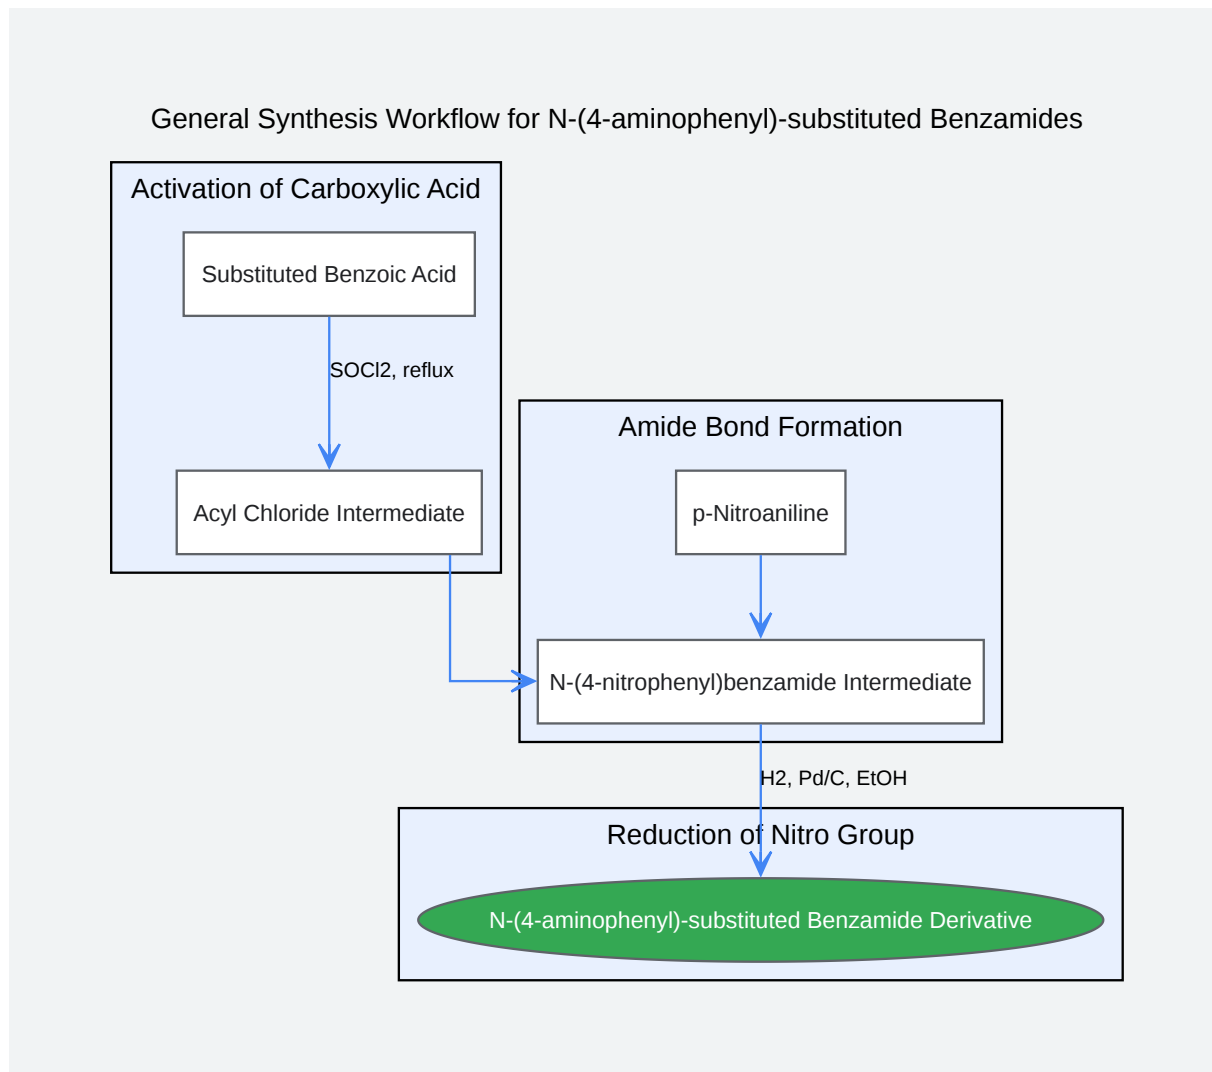 General Synthesis Workflow for N-(4-aminophenyl)-substituted Benzamides
Activation of Carboxylic Acid
Substituted Benzoic Acid
SOCl2, reflux
Acyl Chloride Intermediate
Amide Bond Formation
p-Nitroaniline
N-(4-nitrophenyl)benzamide Intermediate
H2, Pd/C, EtOH
Reduction of Nitro Group
N-(4-aminophenyl)-substituted Benzamide Derivative